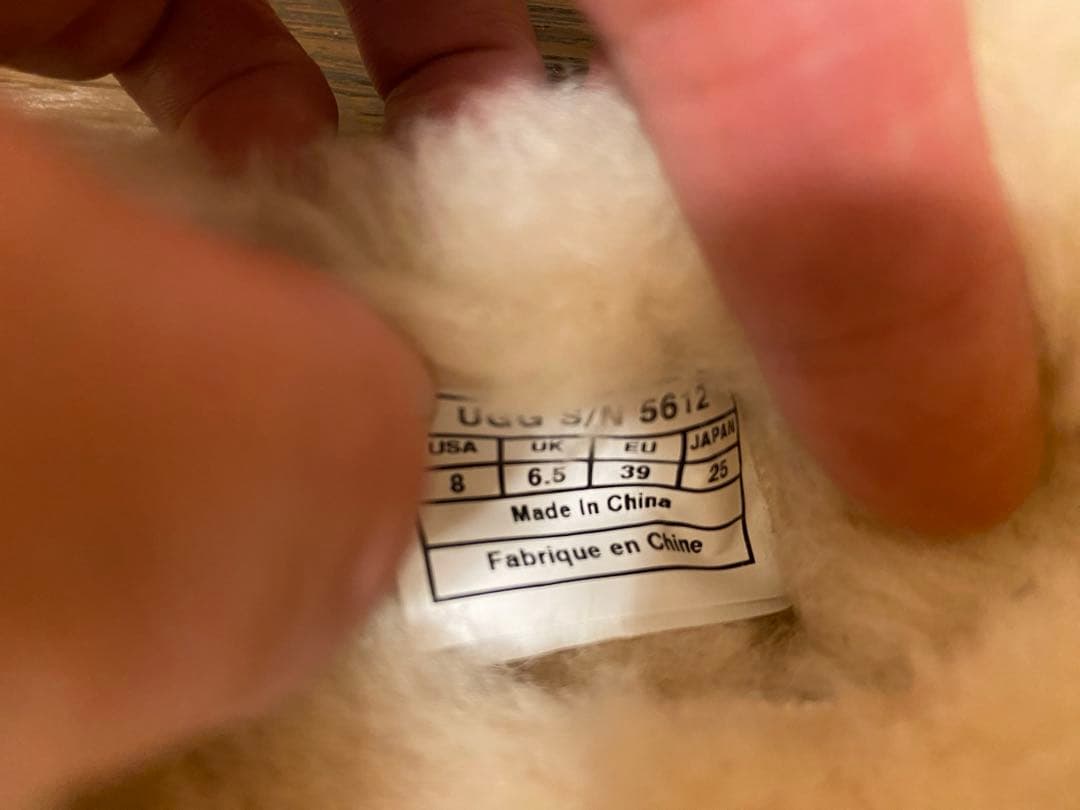 UGG S/N 5612
USA UK EU JAPAN
8 6.5 39 25
Made In China
Fabrique en Chine